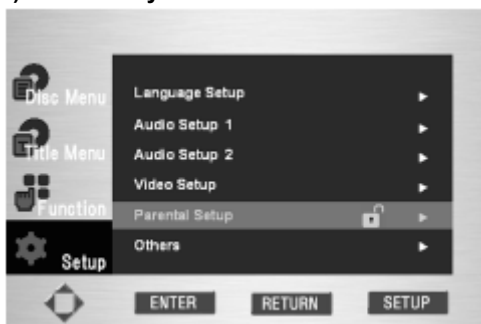 Disc Menu
Title Menu
Function
Setup
Language Setup
Audio Setup 1
Audio Setup 2
Video Setup
Parental Setup
Others
ENTER RETURN SETUP